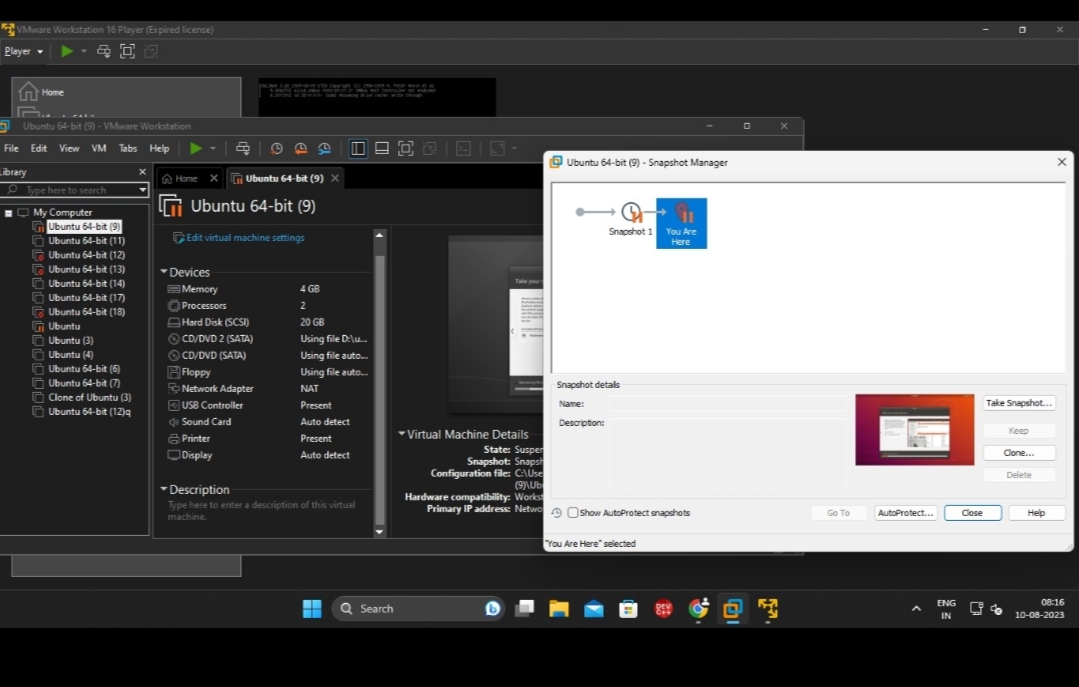 VMware Workstation 16 Player (Expired license)
Player
Home
Ubuntu 64-bit (9) - VMware Workstation
File Edit View VM Tabs Help
Library
Type here to search
My Computer
Ubuntu 64-bit (9)
Ubuntu 64-bit (11)
Ubuntu 64-bit (12)
Ubuntu 64-bit (13)
Ubuntu 64-bit (14)
Ubuntu 64-bit (17)
Ubuntu 64-bit (18)
Ubuntu
Ubuntu (3)
Ubuntu (4)
Ubuntu 64-bit (6)
Ubuntu 64-bit (7)
Clone of Ubuntu (3)
Ubuntu 64-bit (12)q
Home
Ubuntu 64-bit (9)
Ubuntu 64-bit (9)
Edit virtual machine settings
Devices
Memory 4 GB
Processors 2
Hard Disk (SCSI) 20 GB
CD/DVD 2 (SATA) Using file D:\u...
CD/DVD (SATA) Using file auto...
Floppy Using file auto...
Network Adapter NAT
USB Controller Present
Sound Card Auto detect
Printer Present
Display Auto detect
Description
Type here to enter a description of this virtual
machine.
Take your
Virtual Machine Details
State: Suspen
Snapshot: Snapsh
Configuration file: C:\Use
(9)\Ub
Hardware compatibility: Workst
Primary IP address: Netwo
Ubuntu 64-bit (9) - Snapshot Manager
Snapshot 1
You Are
Here
Snapshot details
Name:
Description:
Take Snapshot...
Keep
Clone...
Delete
Show AutoProtect snapshots
Go To
AutoProtect...
Close
Help
"You Are Here" selected
Search
DEV
C++
ENG
IN
08:16
10-08-2023